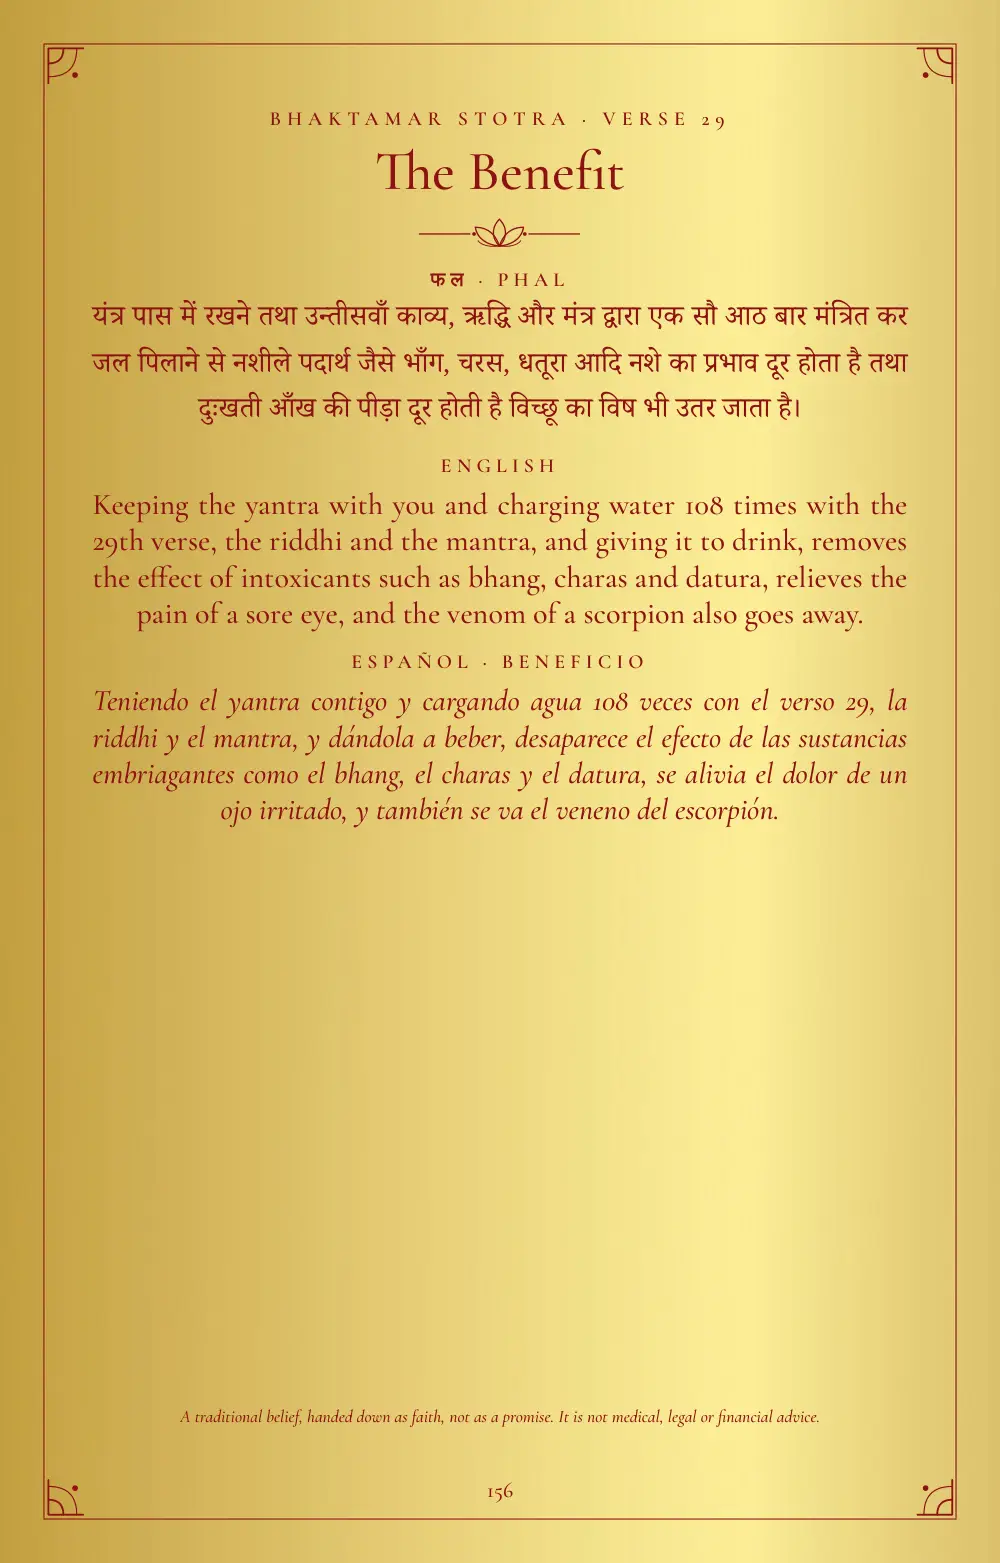 BHAKTAMAR STOTRA · VERSE 29
The Benefit
फल · PHAL
यंत्र पास में रखने तथा उन्तीसवाँ काव्य, ऋद्धि और मंत्र द्वारा एक सौ आठ बार मंत्रित कर
जल पिलाने से नशीले पदार्थ जैसे भाँग, चरस, धतूरा आदि नशे का प्रभाव दूर होता है तथा
दुःखती आँख की पीड़ा दूर होती है विच्छू का विष भी उतर जाता है।
ENGLISH
Keeping the yantra with you and charging water 108 times with the
29th verse, the riddhi and the mantra, and giving it to drink, removes
the effect of intoxicants such as bhang, charas and datura, relieves the
pain of a sore eye, and the venom of a scorpion also goes away.
ESPAÑOL · BENEFICIO
Teniendo el yantra contigo y cargando agua 108 veces con el verso 29, la
riddhi y el mantra, y dándola a beber, desaparece el efecto de las sustancias
embriagantes como el bhang, el charas y el datura, se alivia el dolor de un
ojo irritado, y también se va el veneno del escorpión.
A traditional belief, handed down as faith, not as a promise. It is not medical, legal or financial advice.
156